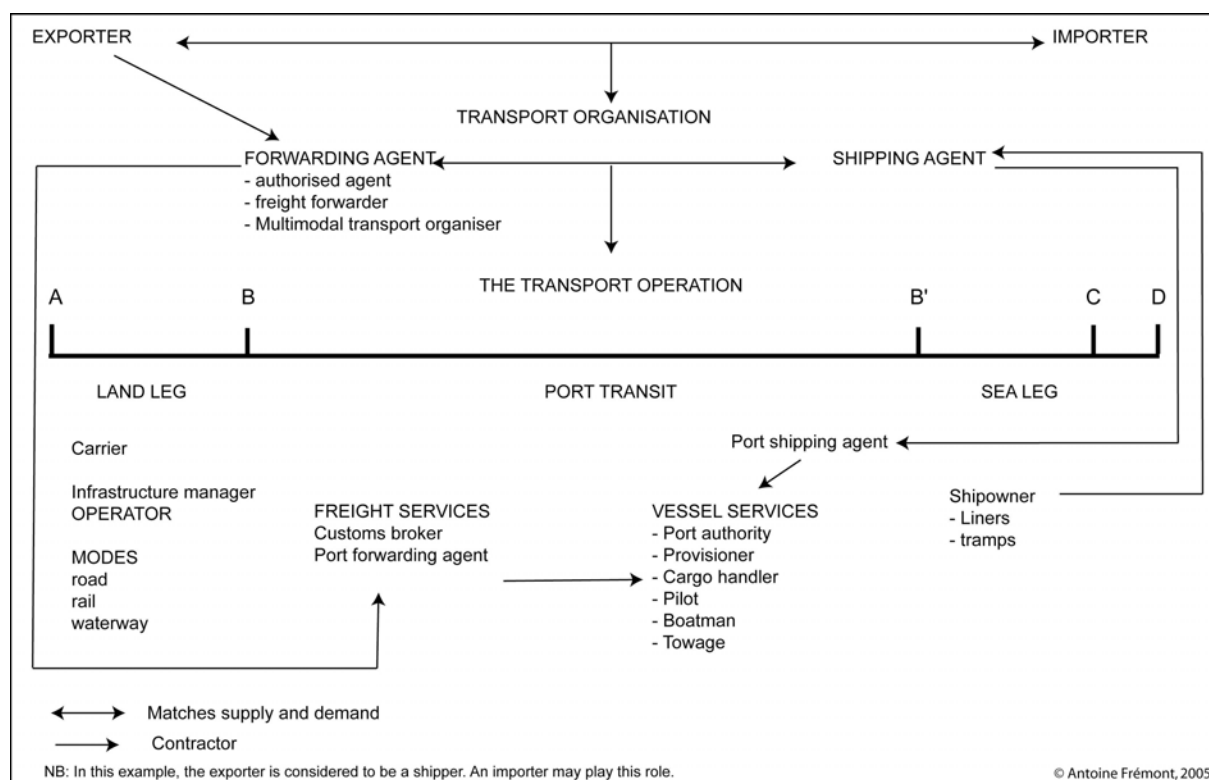 EXPORTER
IMPORTER
TRANSPORT ORGANISATION
FORWARDING AGENT
- authorised agent
- freight forwarder
- Multimodal transport organiser
SHIPPING AGENT
THE TRANSPORT OPERATION
A
B
B'
C
D
LAND LEG
PORT TRANSIT
SEA LEG
Carrier
Infrastructure manager
OPERATOR
MODES
road
rail
waterway
FREIGHT SERVICES
Customs broker
Port forwarding agent
Port shipping agent
VESSEL SERVICES
- Port authority
- Provisioner
- Cargo handler
- Pilot
- Boatman
- Towage
Shipowner
- Liners
- tramps
Matches supply and demand
Contractor
NB: In this example, the exporter is considered to be a shipper. An importer may play this role.
© Antoine Frémont, 2005